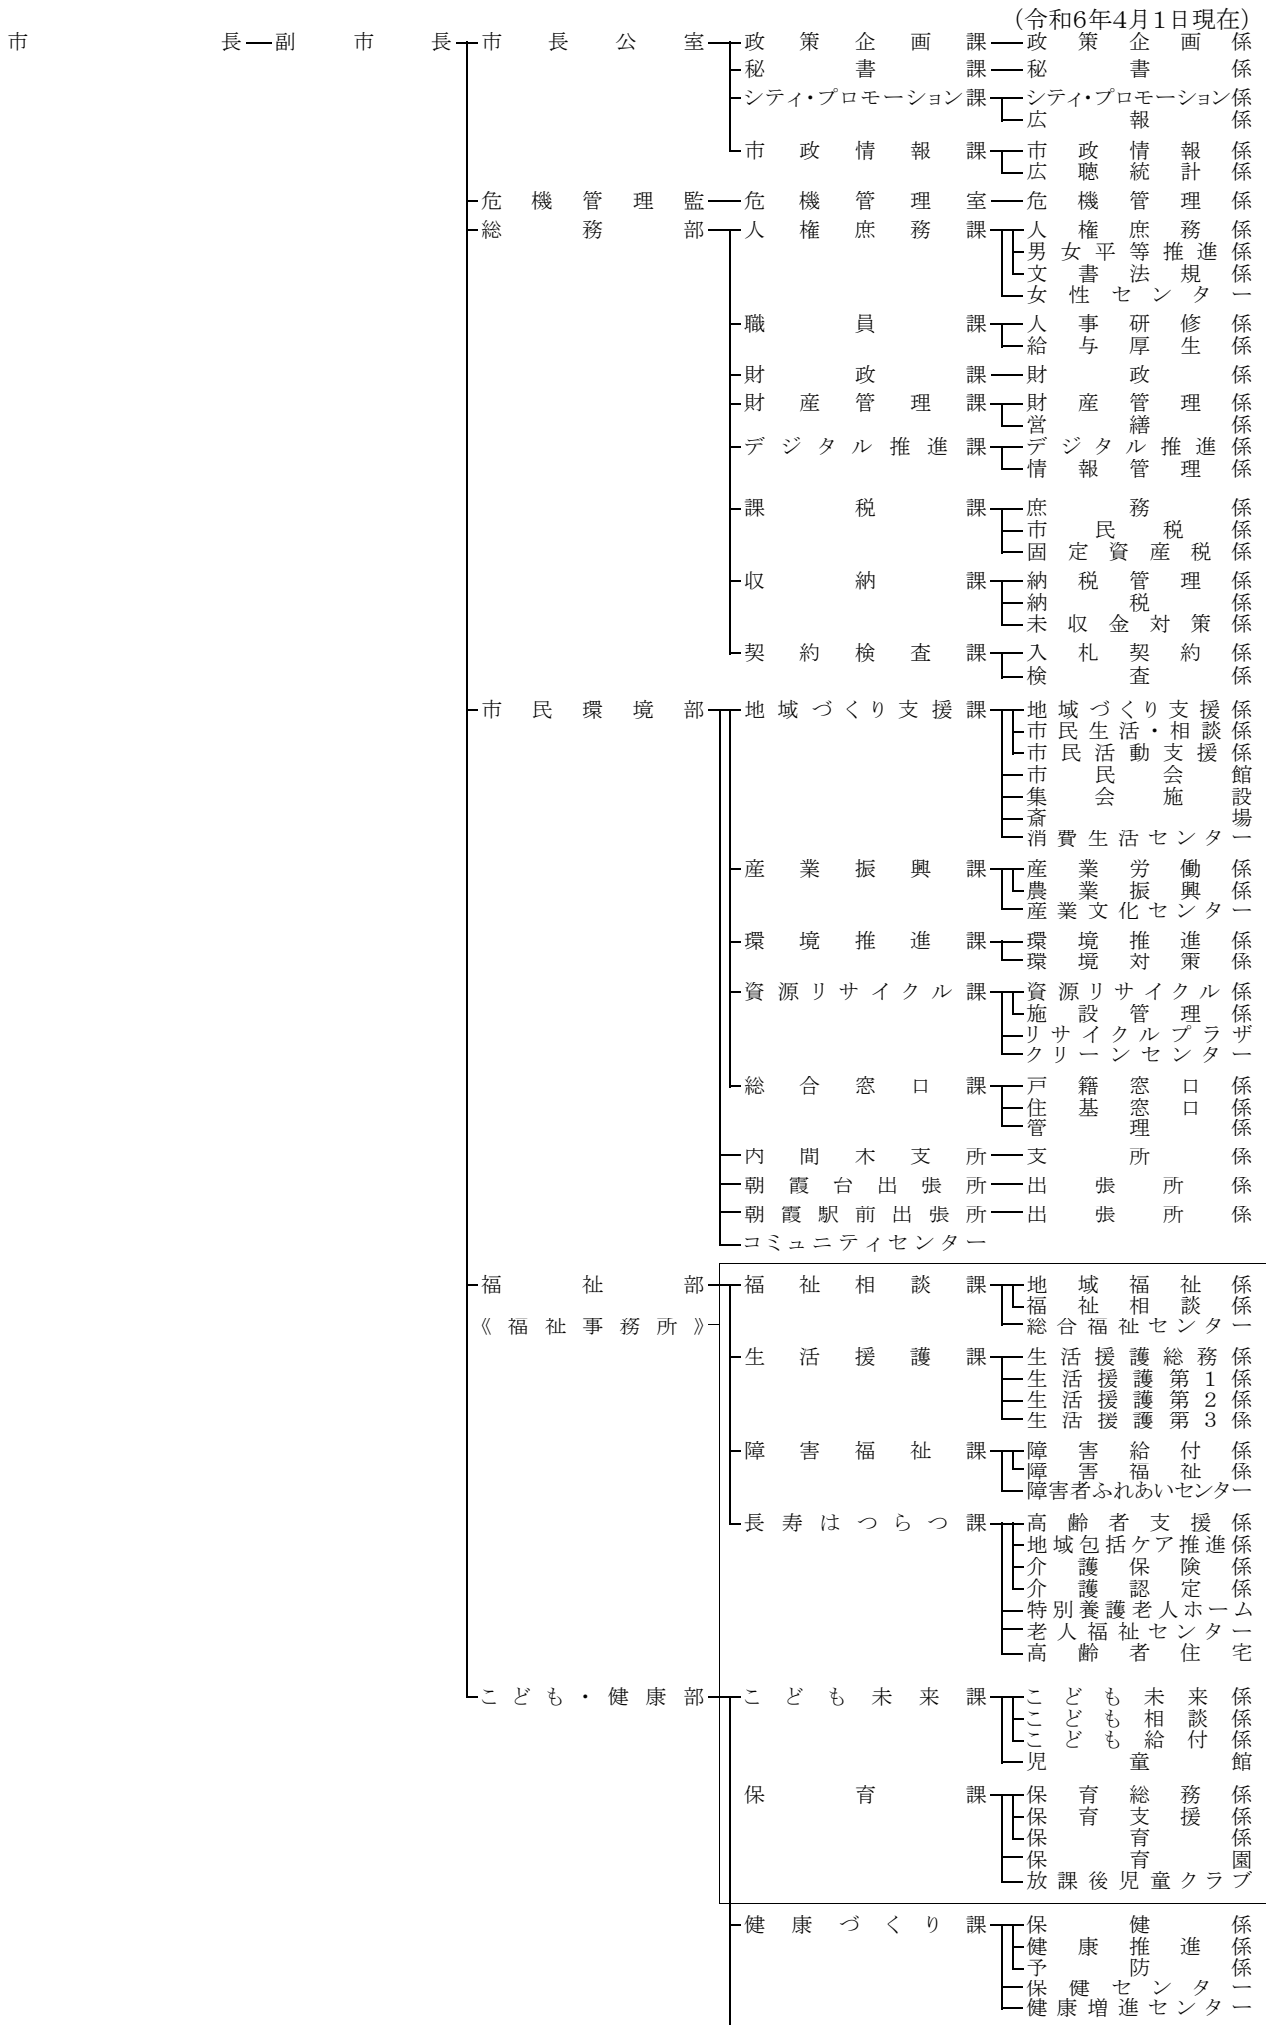 (令和6年4月1日現在)
市長 副市長 市長公室 政策企画課 政策企画係
秘書課 秘書係
シティ・プロモーション課 シティ・プロモーション係
広報係
市政情報課 市政情報係
広聴統計係
危機管理監 危機管理室 危機管理係
総務部 人権庶務課 人権庶務係
男女平等推進係
文書法規係
女性センター
職員課 人事研修係
給与厚生係
財政課 財政係
財産管理課 財産管理係
営繕係
デジタル推進課 デジタル推進係
情報管理係
課税課 庶務係
市民税係
固定資産税係
収納課 納税管理係
納税係
未収金対策係
契約検査課 入札契約係
検査係
市民環境部 地域づくり支援課 地域づくり支援係
市民生活・相談係
市民活動支援係
市民会館
集会施設
斎場
消費生活センター
産業振興課 産業労働係
農業振興係
産業文化センター
環境推進課 環境推進係
環境対策係
資源リサイクル課 資源リサイクル係
施設管理係
リサイクルプラザ
クリーンセンター
総合窓口課 戸籍窓口係
住基窓口係
管理係
内間木支所 支所係
朝霞台出張所 出張所係
朝霞駅前出張所 出張所係
コミュニティセンター
福祉部 福祉相談課 地域福祉係
福祉相談係
《福祉事務所》 総合福祉センター
生活援護課 生活援護総務係
生活援護第1係
生活援護第2係
生活援護第3係
障害福祉課 障害給付係
障害福祉係
障害者ふれあいセンター
長寿はつらつ課 高齢者支援係
地域包括ケア推進係
介護保険係
介護認定係
特別養護老人ホーム
老人福祉センター
高齢者住宅
こども・健康部 こども未来課 こども未来係
こども相談係
こども給付係
児童館
保育課 保育総務係
保育支援係
保育係
保育園
放課後児童クラブ
健康づくり課 保健係
健康推進係
予防係
保健センター
健康増進センター